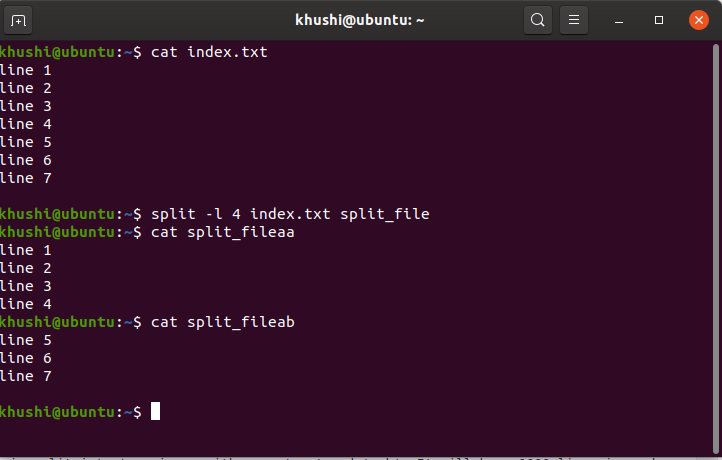 khushi@ubuntu: ~
khushi@ubuntu:~$ cat index.txt
line 1
line 2
line 3
line 4
line 5
line 6
line 7
khushi@ubuntu:~$ split -l 4 index.txt split_file
khushi@ubuntu:~$ cat split_fileaa
line 1
line 2
line 3
line 4
khushi@ubuntu:~$ cat split_fileab
line 5
line 6
line 7
khushi@ubuntu:~$